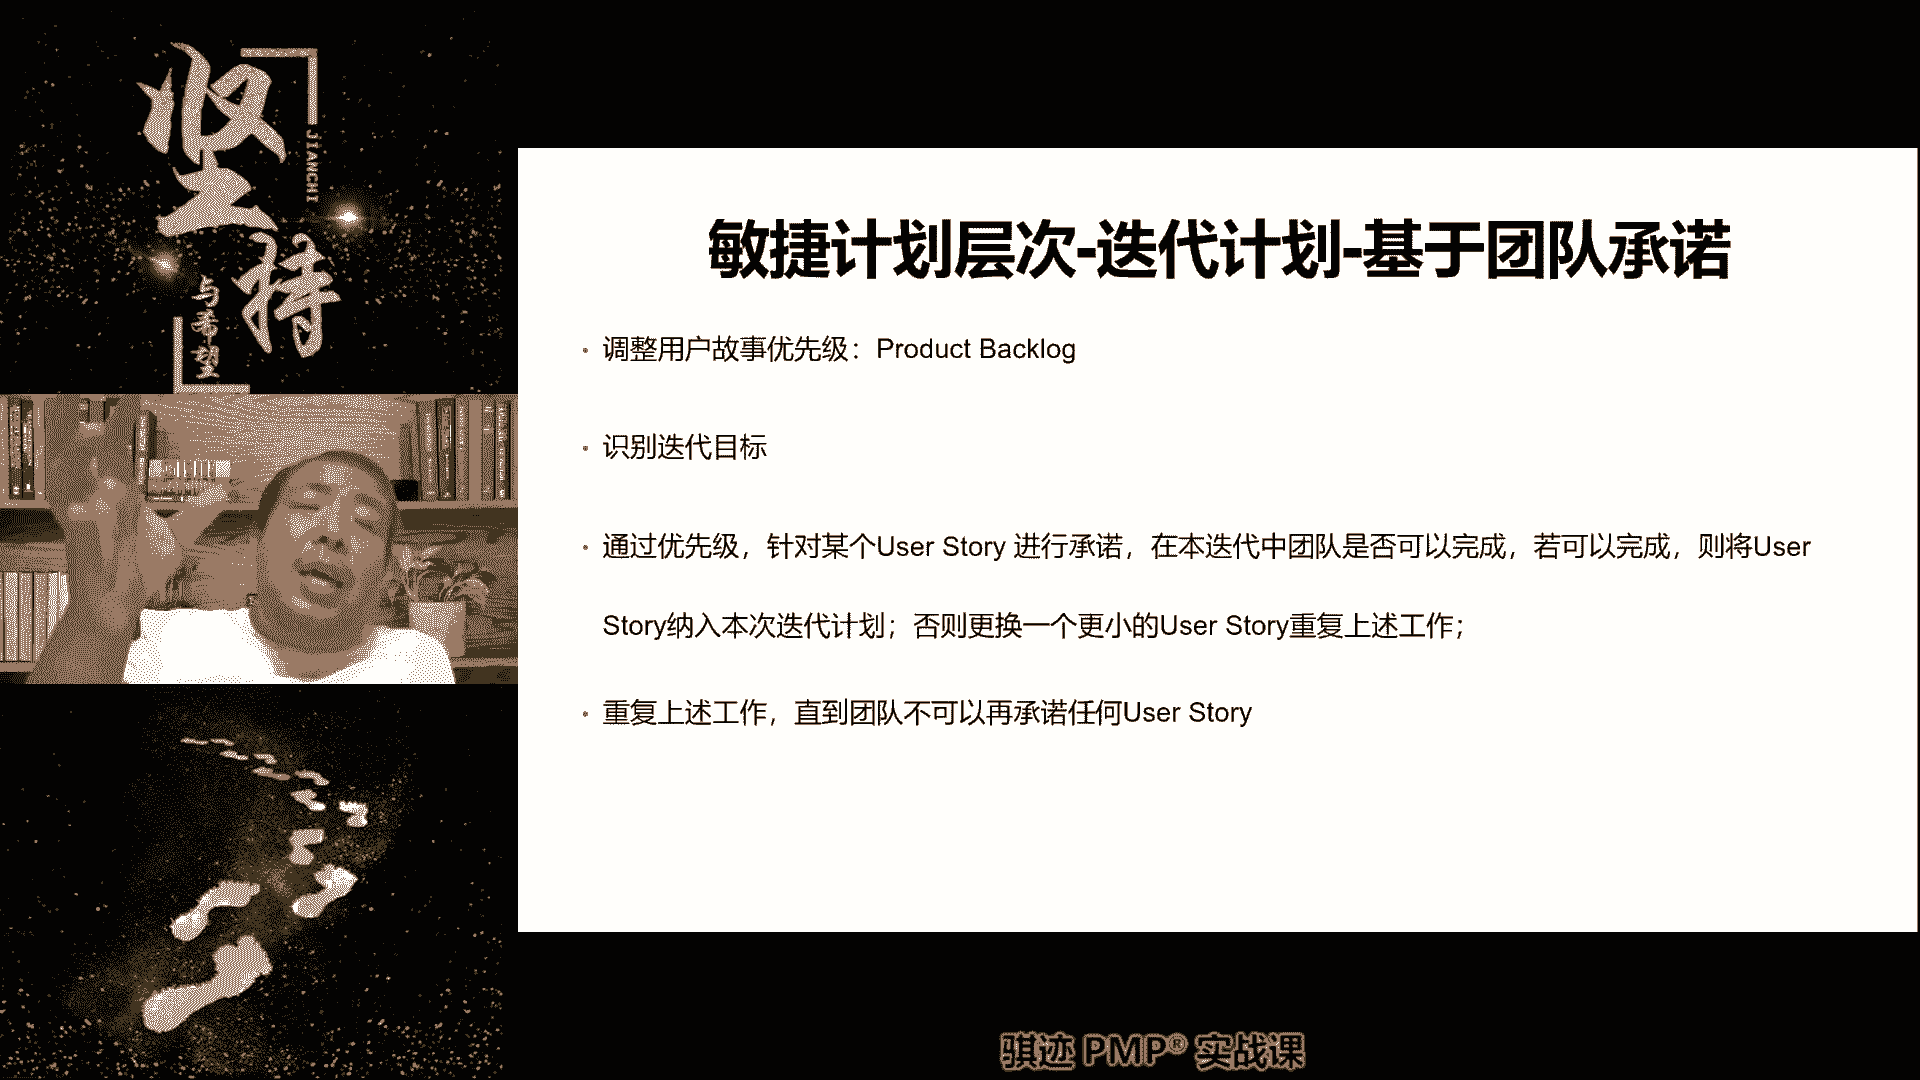 坚持
JIANCHI
与希望
敏捷计划层次-迭代计划-基于团队承诺
• 调整用户故事优先级：Product Backlog
• 识别迭代目标
• 通过优先级，针对某个User Story 进行承诺，在本迭代中团队是否可以完成，若可以完成，则将User
Story纳入本次迭代计划；否则更换一个更小的User Story重复上述工作；
• 重复上述工作，直到团队不可以再承诺任何User Story
骐迹 PMP® 实战课